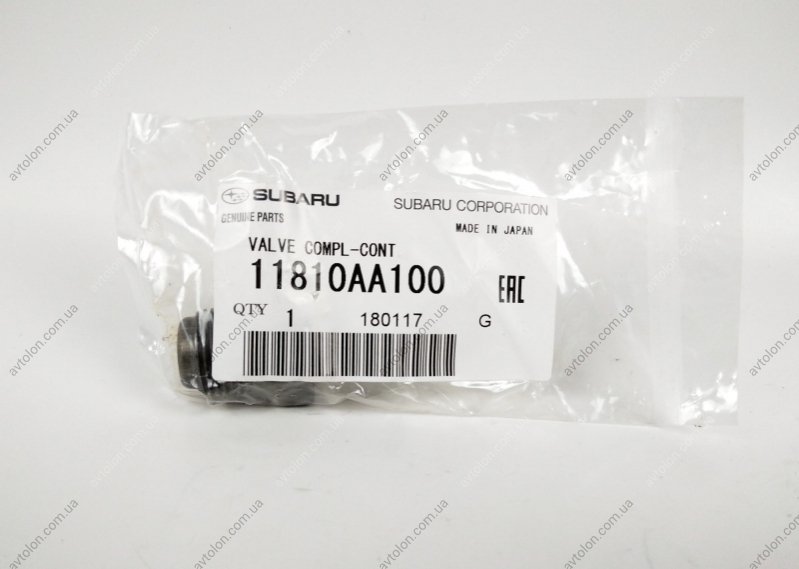 SUBARU
SUBARU CORPORATION
GENUINE PARTS
MADE IN JAPAN
VALVE COMPL-CONT
11810AA100
EAC
QTY 1 180117 G
avtolon.com.ua